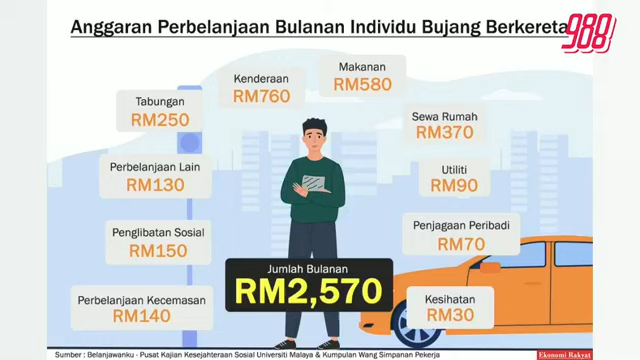 Anggaran Perbelanjaan Bulanan Individu Bujang Berkereta
988
Makanan
RM580
Kenderaan
RM760
Tabungan
RM250
Sewa Rumah
RM370
Perbelanjaan Lain
RM130
Utiliti
RM90
Penglibatan Sosial
RM150
Penjagaan Peribadi
RM70
Jumlah Bulanan
RM2,570
Perbelanjaan Kecemasan
RM140
Kesihatan
RM30
Sumber : Belanjawanku - Pusat Kajian Kesejahteraan Sosial Universiti Malaya & Kumpulan Wang Simpanan Pekerja
Ekonomi Rakyat